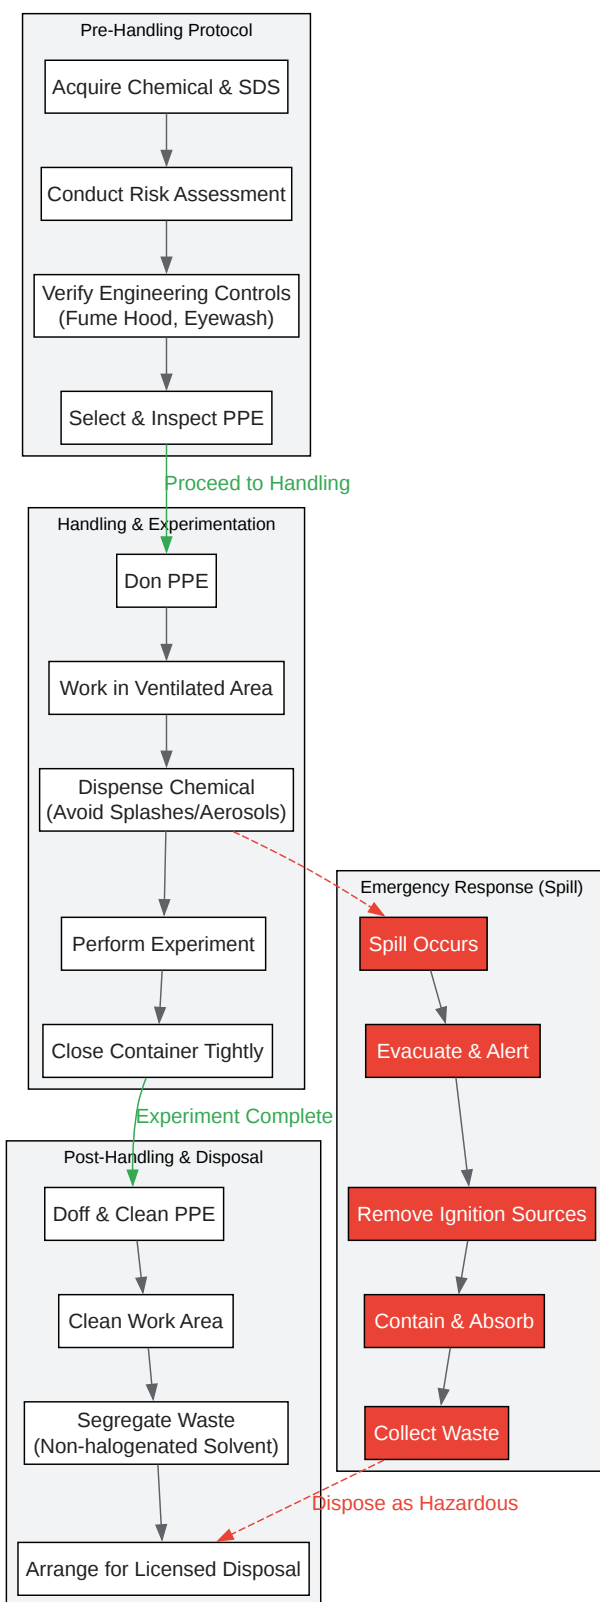 Pre-Handling Protocol
Acquire Chemical & SDS
Conduct Risk Assessment
Verify Engineering Controls
(Fume Hood, Eyewash)
Select & Inspect PPE
Proceed to Handling
Handling & Experimentation
Don PPE
Work in Ventilated Area
Dispense Chemical
(Avoid Splashes/Aerosols)
Perform Experiment
Close Container Tightly
Experiment Complete
Emergency Response (Spill)
Spill Occurs
Evacuate & Alert
Remove Ignition Sources
Contain & Absorb
Collect Waste
Dispose as Hazardous
Post-Handling & Disposal
Doff & Clean PPE
Clean Work Area
Segregate Waste
(Non-halogenated Solvent)
Arrange for Licensed Disposal